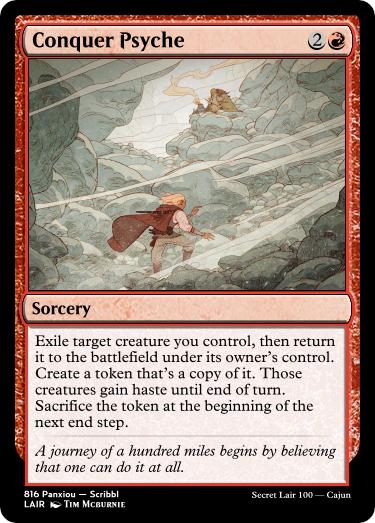 Conquer Psyche 2
Sorcery
Exile target creature you control, then return
it to the battlefield under its owner's control.
Create a token that's a copy of it. Those
creatures gain haste until end of turn.
Sacrifice the token at the beginning of the
next end step.
A journey of a hundred miles begins by believing
that one can do it at all.
816 Panxiou — Scribbl
LAIR Tim McBurnie
Secret Lair 100 — Cajun